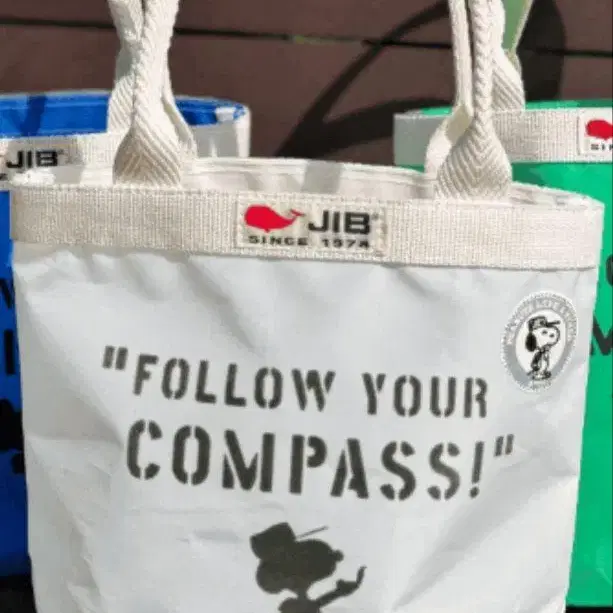 JIB
JIB
SINCE 1974
"FOLLOW YOUR
COMPASS!"